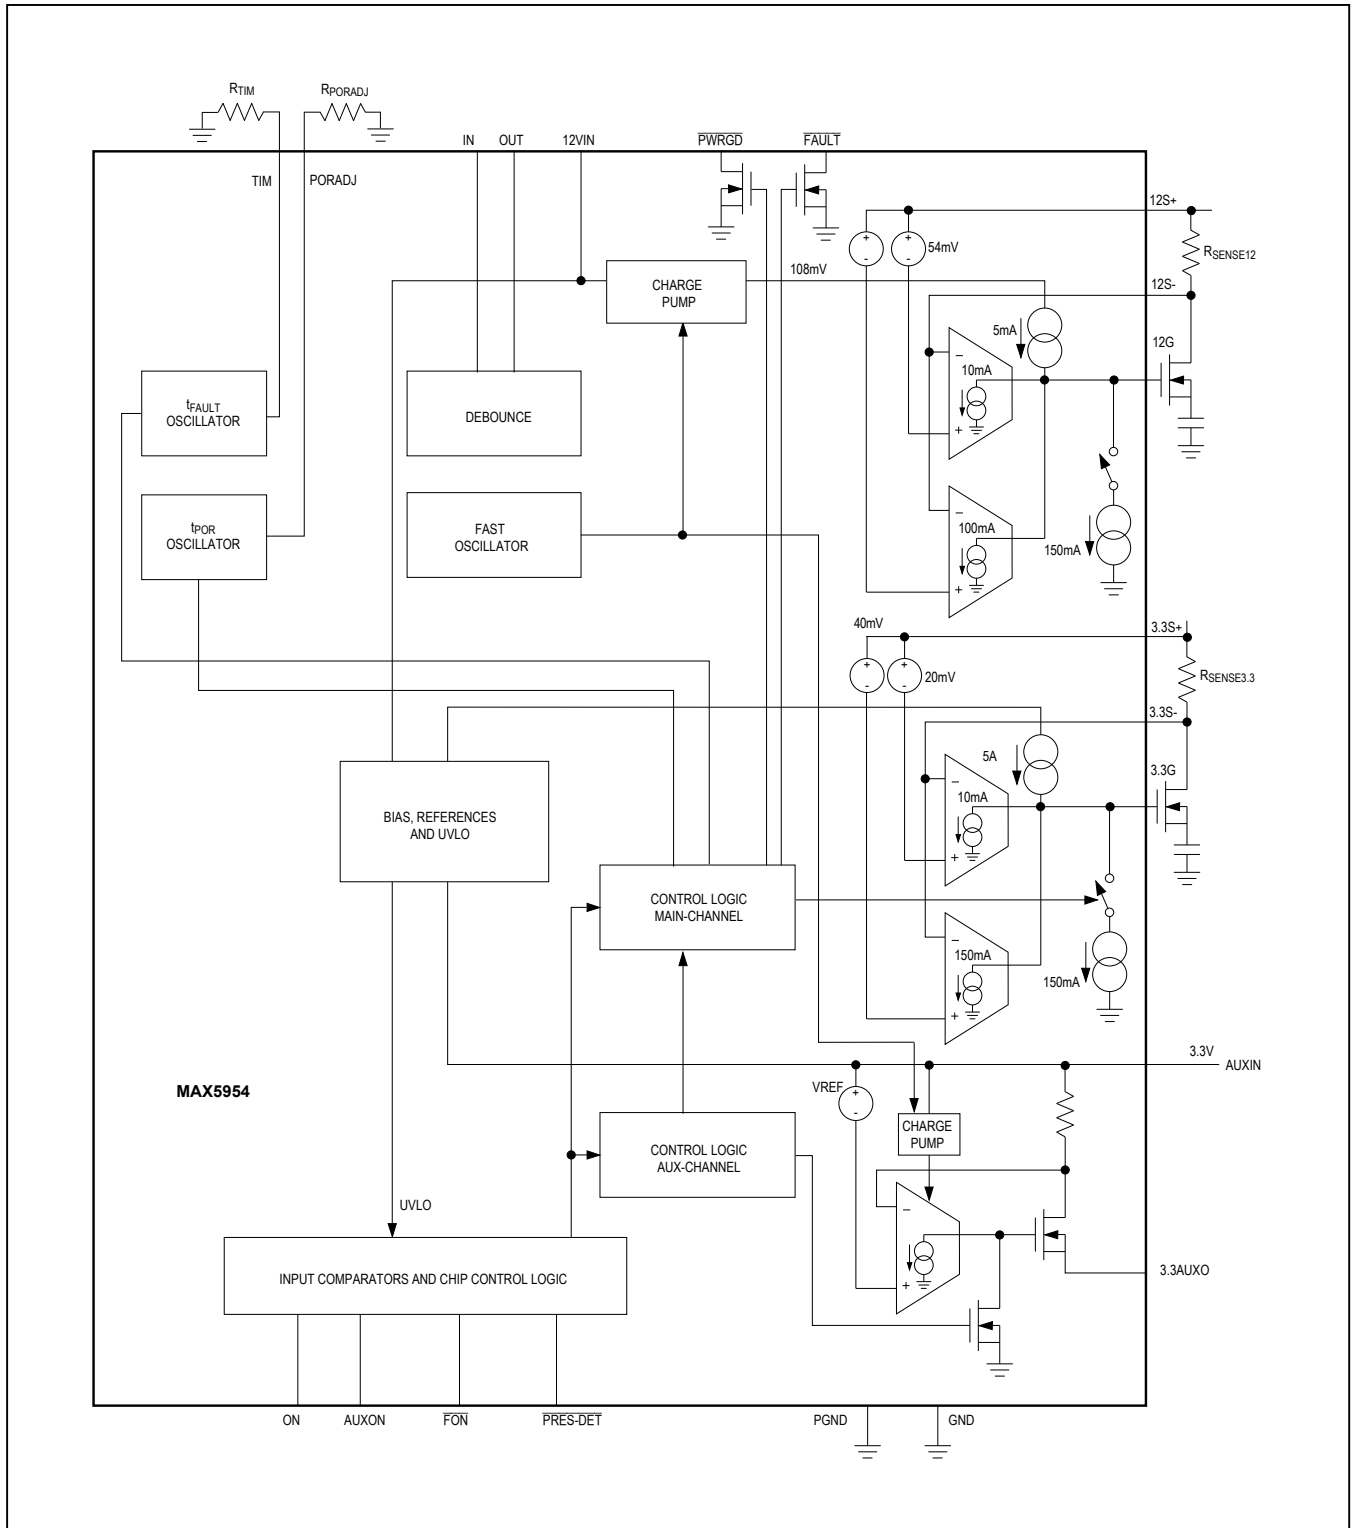 RTIM
RPORADJ
IN
OUT
12VIN
PWRGD
FAULT
TIM
PORADJ
12S+
54mV
RSENSE12
CHARGE
PUMP
108mV
12S-
5mA
12G
10mA
tFAULT
OSCILLATOR
DEBOUNCE
tPOR
OSCILLATOR
FAST
OSCILLATOR
100mA
150mA
40mV
3.3S+
20mV
RSENSE3.3
3.3S-
5A
3.3G
10mA
BIAS, REFERENCES
AND UVLO
CONTROL LOGIC
MAIN-CHANNEL
150mA
150mA
3.3V
AUXIN
MAX5954
VREF
CHARGE
PUMP
CONTROL LOGIC
AUX-CHANNEL
UVLO
INPUT COMPARATORS AND CHIP CONTROL LOGIC
3.3AUXO
ON
AUXON
FON
PRES-DET
PGND
GND